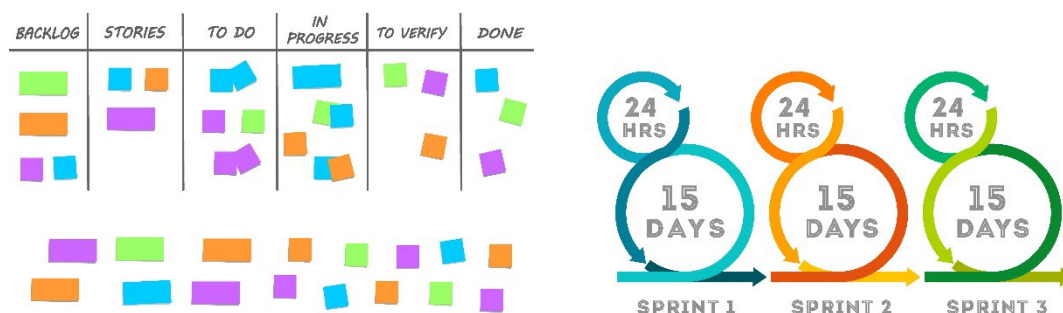 BACKLOG STORIES TO DO IN PROGRESS TO VERIFY DONE
24 HRS
15 DAYS
SPRINT 1
24 HRS
15 DAYS
SPRINT 2
24 HRS
15 DAYS
SPRINT 3